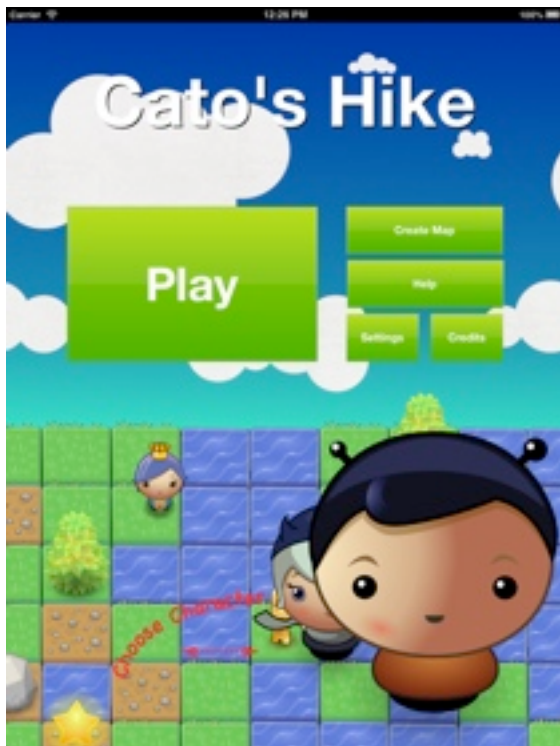 Carrier 12:26 PM 100%
Cato's Hike
Play
Create Map
Help
Settings Credits
Choose Character